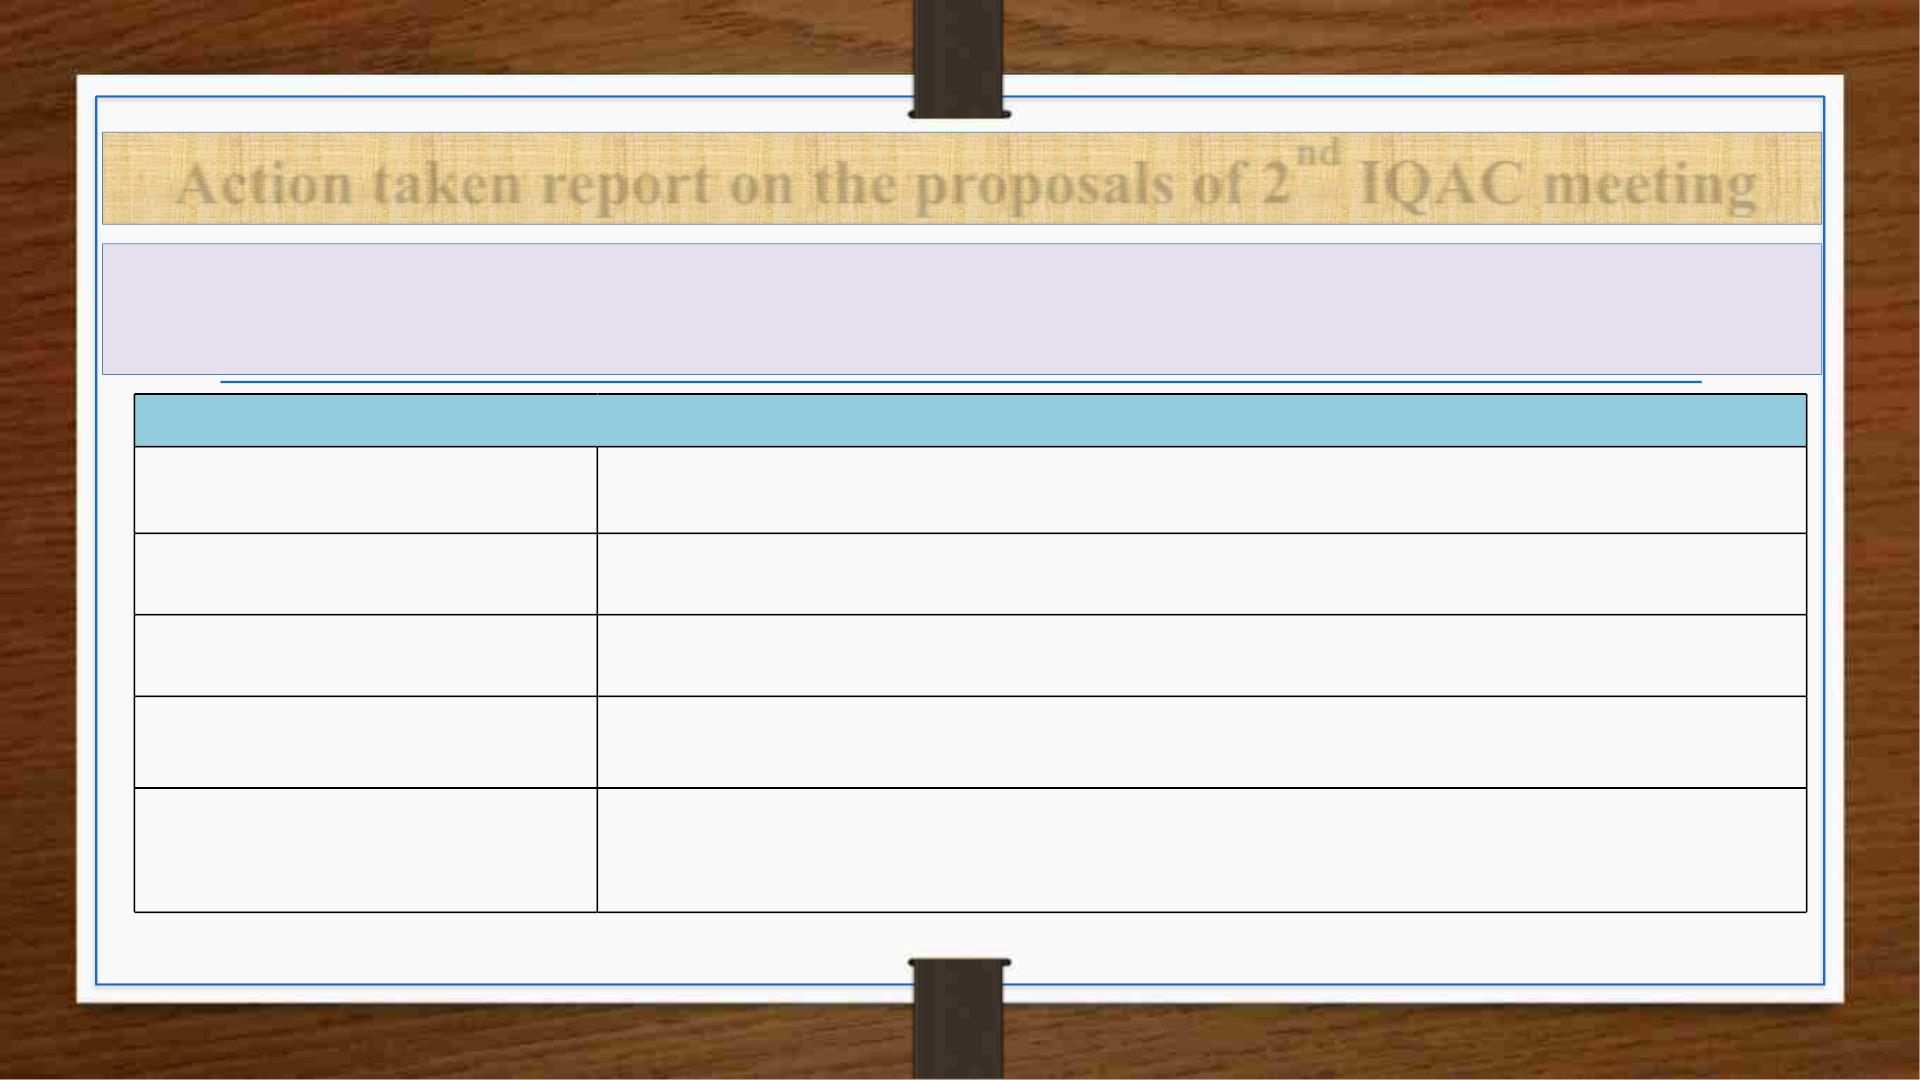 Action taken report on the proposals of 2nd IQAC meeting